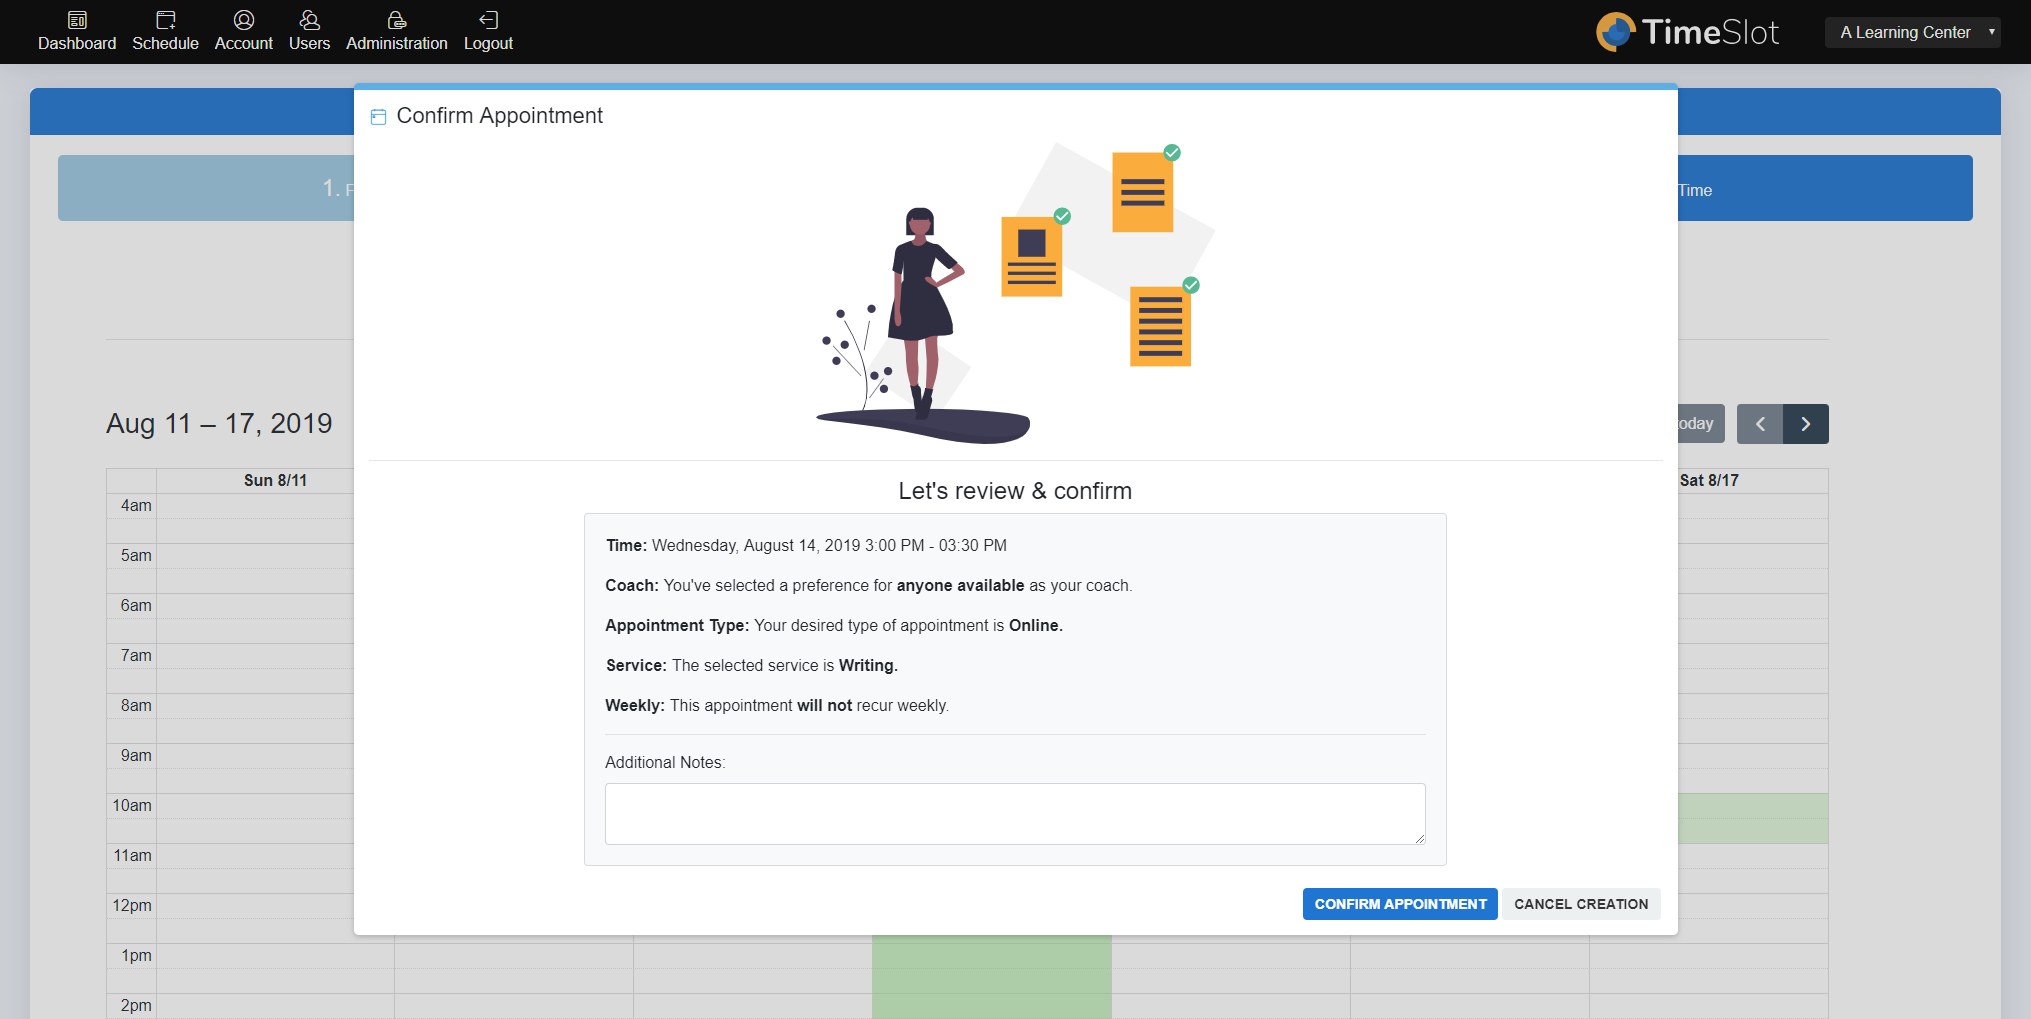 Dashboard Schedule Account Users Administration Logout
TimeSlot
A Learning Center
Confirm Appointment
1.
Time
Aug 11 – 17, 2019
Sun 8/11
Sat 8/17
4am
5am
6am
7am
8am
9am
10am
11am
12pm
1pm
2pm
Let's review & confirm
Time: Wednesday, August 14, 2019 3:00 PM - 03:30 PM
Coach: You've selected a preference for anyone available as your coach.
Appointment Type: Your desired type of appointment is Online.
Service: The selected service is Writing.
Weekly: This appointment will not recur weekly.
Additional Notes:
CONFIRM APPOINTMENT CANCEL CREATION